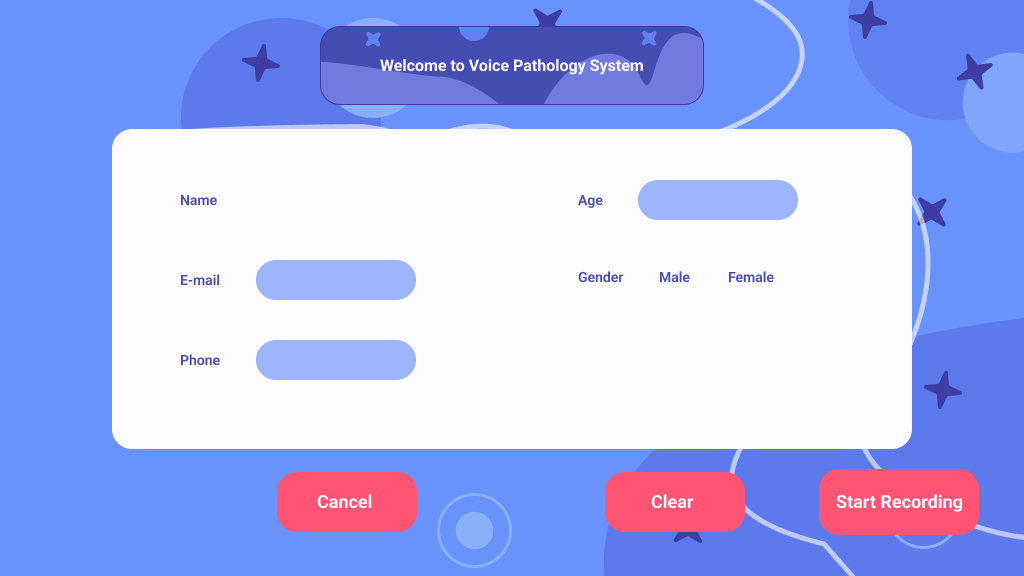 Welcome to Voice Pathology System
Name
Age
E-mail
Gender Male Female
Phone
Cancel
Clear
Start Recording